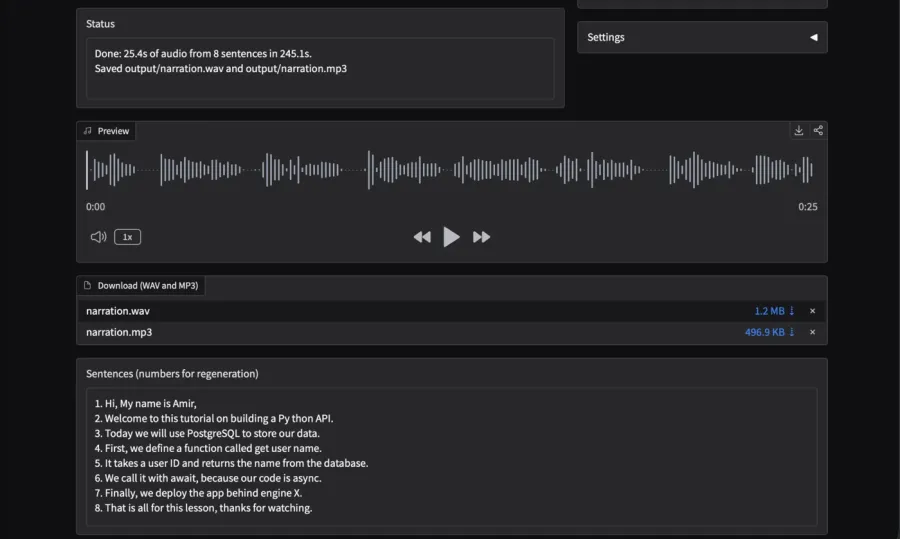 Status
Settings
Done: 25.4s of audio from 8 sentences in 245.1s.
Saved output/narration.wav and output/narration.mp3
Preview
0:00
0:25
1x
Download (WAV and MP3)
narration.wav 1.2 MB ↓ ×
narration.mp3 496.9 KB ↓ ×
Sentences (numbers for regeneration)
1. Hi, My name is Amir,
2. Welcome to this tutorial on building a Py thon API.
3. Today we will use PostgreSQL to store our data.
4. First, we define a function called get user name.
5. It takes a user ID and returns the name from the database.
6. We call it with await, because our code is async.
7. Finally, we deploy the app behind engine X.
8. That is all for this lesson, thanks for watching.